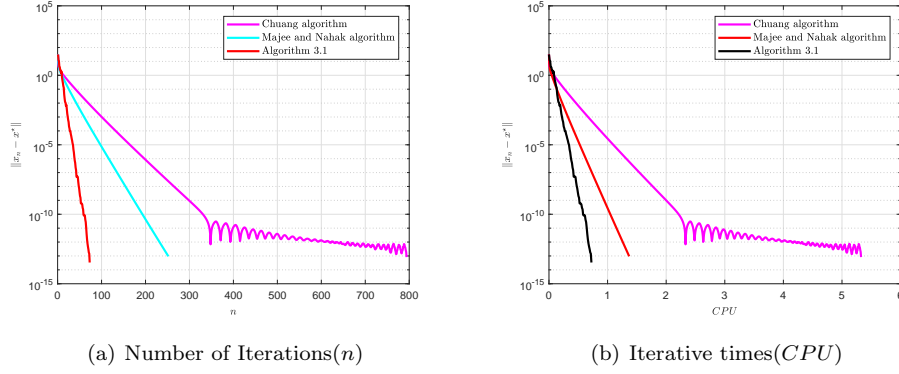 10^5
10^0
10^-5
10^-10
10^-15
||x_n − x*||
Chuang algorithm
Majee and Nahak algorithm
Algorithm 3.1
0 100 200 300 400 500 600 700 800
n
(a) Number of Iterations(n)
10^5
10^0
10^-5
10^-10
10^-15
||x_n − x*||
Chuang algorithm
Majee and Nahak algorithm
Algorithm 3.1
0 1 2 3 4 5 6
CPU
(b) Iterative times(CPU)